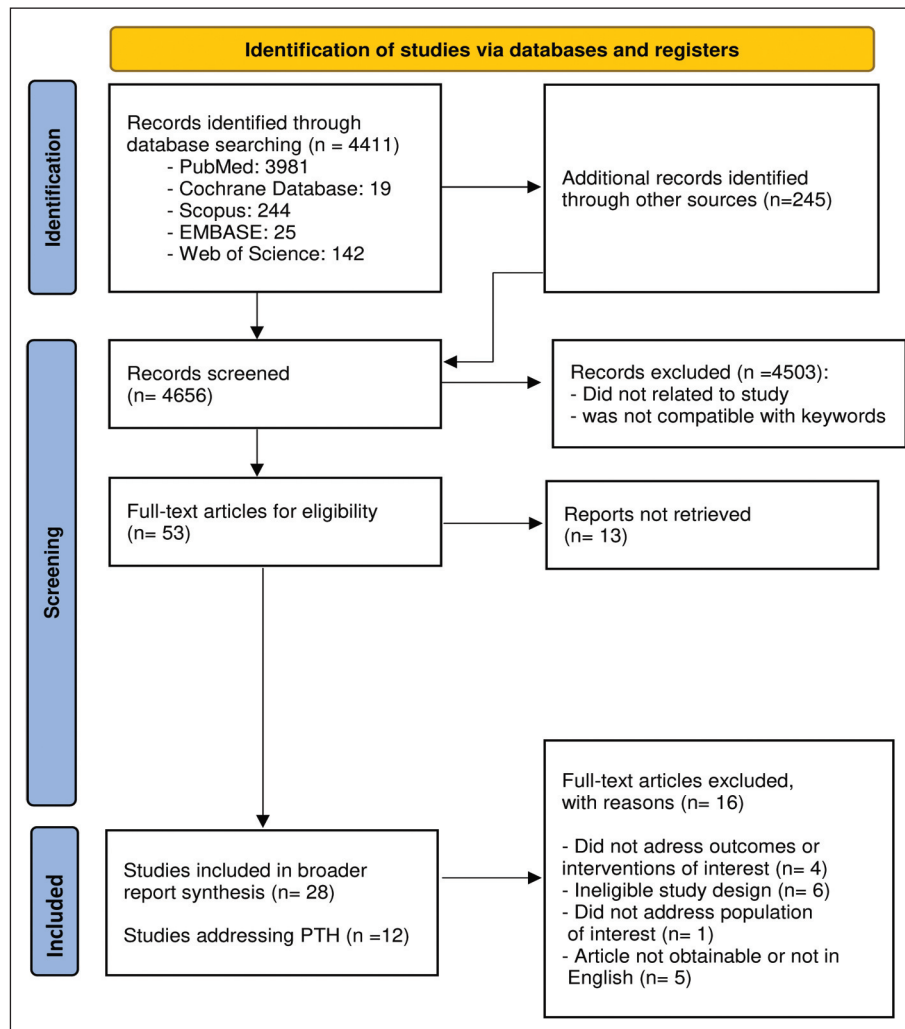 Identification of studies via databases and registers
Identification
Records identified through
database searching (n = 4411)
- PubMed: 3981
- Cochrane Database: 19
- Scopus: 244
- EMBASE: 25
- Web of Science: 142
Additional records identified
through other sources (n=245)
Screening
Records screened
(n= 4656)
Records excluded (n =4503):
- Did not related to study
- was not compatible with keywords
Full-text articles for eligibility
(n= 53)
Reports not retrieved
(n= 13)
Included
Studies included in broader
report synthesis (n= 28)
Studies addressing PTH (n =12)
Full-text articles excluded,
with reasons (n= 16)
- Did not adress outcomes or
interventions of interest (n= 4)
- Ineligible study design (n= 6)
- Did not address population
of interest (n= 1)
- Article not obtainable or not in
English (n= 5)